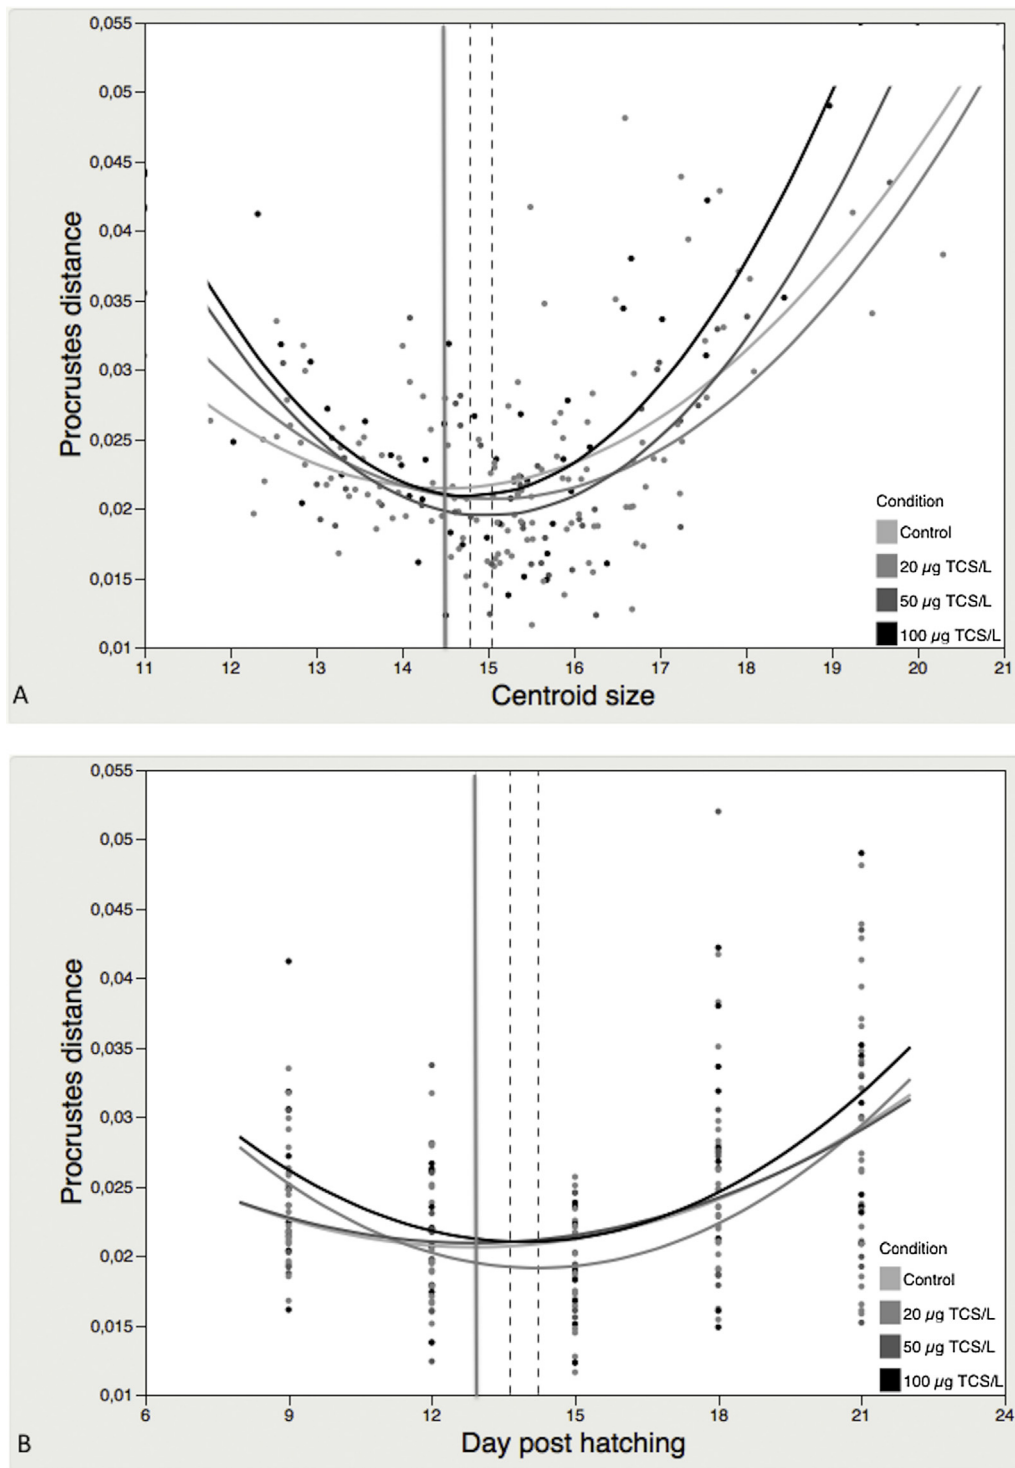 0,055
0,05
0,045
0,04
0,035
0,03
0,025
0,02
0,015
0,01
Procrustes distance
Condition
Control
20 µg TCS/L
50 µg TCS/L
100 µg TCS/L
11 12 13 14 15 16 17 18 19 20 21
Centroid size
A
0,055
0,05
0,045
0,04
0,035
0,03
0,025
0,02
0,015
0,01
Procrustes distance
Condition
Control
20 µg TCS/L
50 µg TCS/L
100 µg TCS/L
6 9 12 15 18 21 24
Day post hatching
B